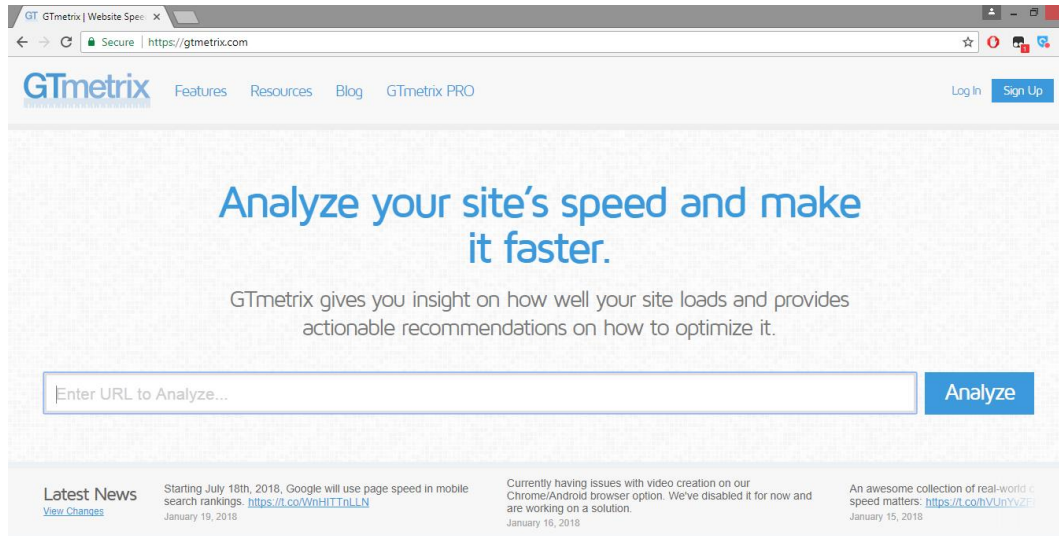 GT GTmetrix | Website Spee
Secure | https://gtmetrix.com
1
GTmetrix Features Resources Blog GTmetrix PRO Log In Sign Up
Analyze your site's speed and make
it faster.
GTmetrix gives you insight on how well your site loads and provides
actionable recommendations on how to optimize it.
Enter URL to Analyze... Analyze
Latest News
View Changes
Starting July 18th, 2018, Google will use page speed in mobile
search rankings. https://t.co/WnHITTnLLN
January 19, 2018
Currently having issues with video creation on our
Chrome/Android browser option. We've disabled it for now and
are working on a solution.
January 16, 2018
An awesome collection of real-world
speed matters:
January 15, 2018